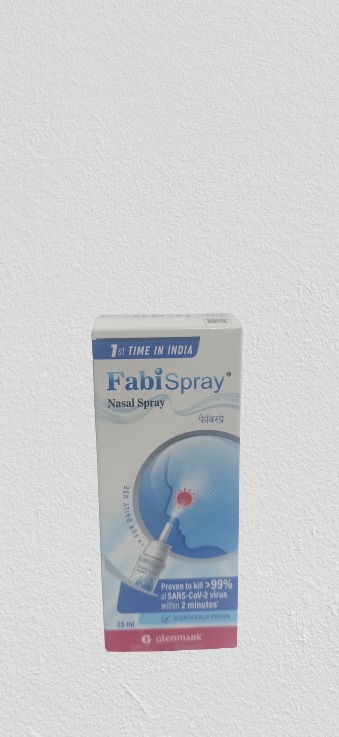 1st TIME IN INDIA
FabiSpray®
Nasal Spray
फैबिस्प्रे
FOR DAILY USE
Proven to kill >99%
of SARS-CoV-2 virus
within 2 minutes*
SCIENTIFICALLY PROVEN
25 ml
G glenmark